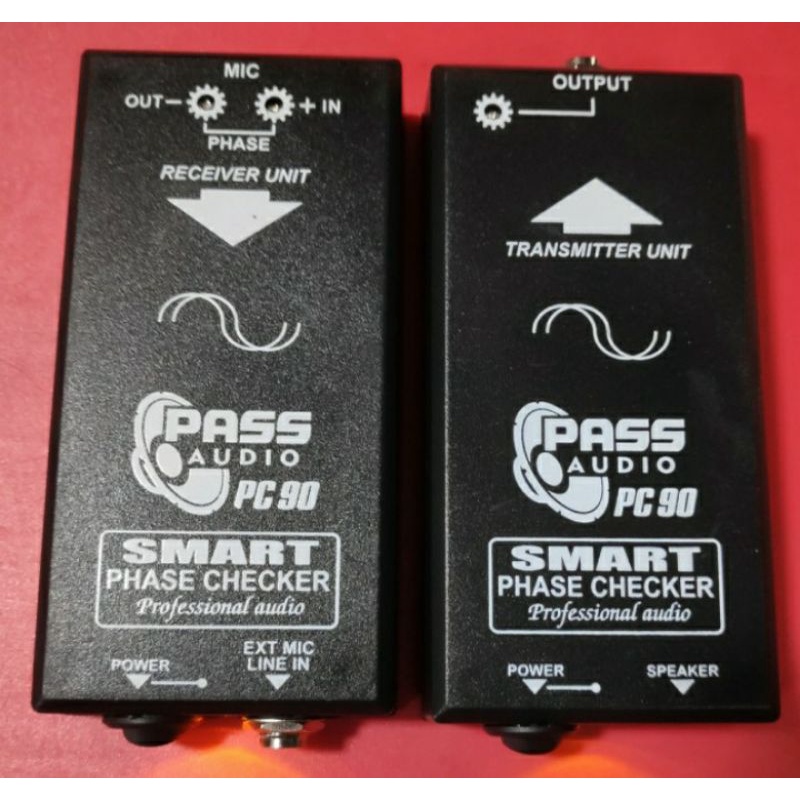 MIC
OUT − + IN
PHASE
RECEIVER UNIT
PASS
AUDIO
PC 90
SMART
PHASE CHECKER
Professional audio
POWER
EXT MIC
LINE IN
OUTPUT
TRANSMITTER UNIT
PASS
AUDIO
PC 90
SMART
PHASE CHECKER
Professional audio
POWER SPEAKER